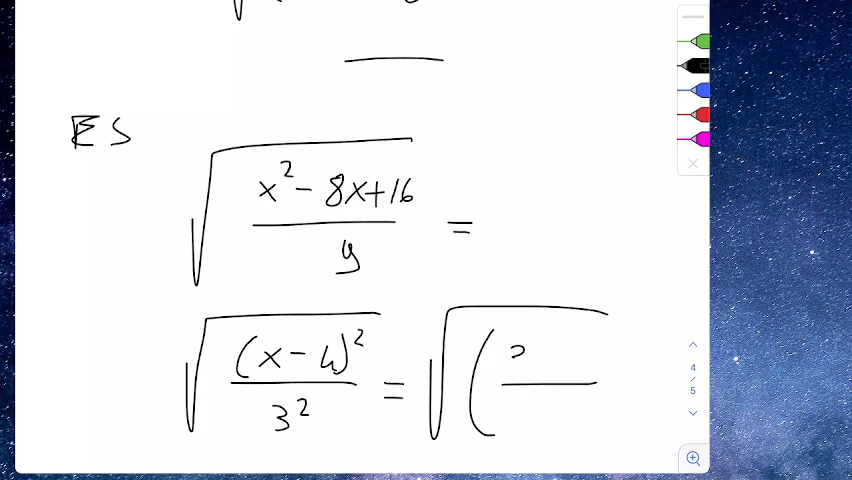 ES
√((x² - 8x + 16) / 9) =
√((x - 4)² / 3²) = √((
4 / 5